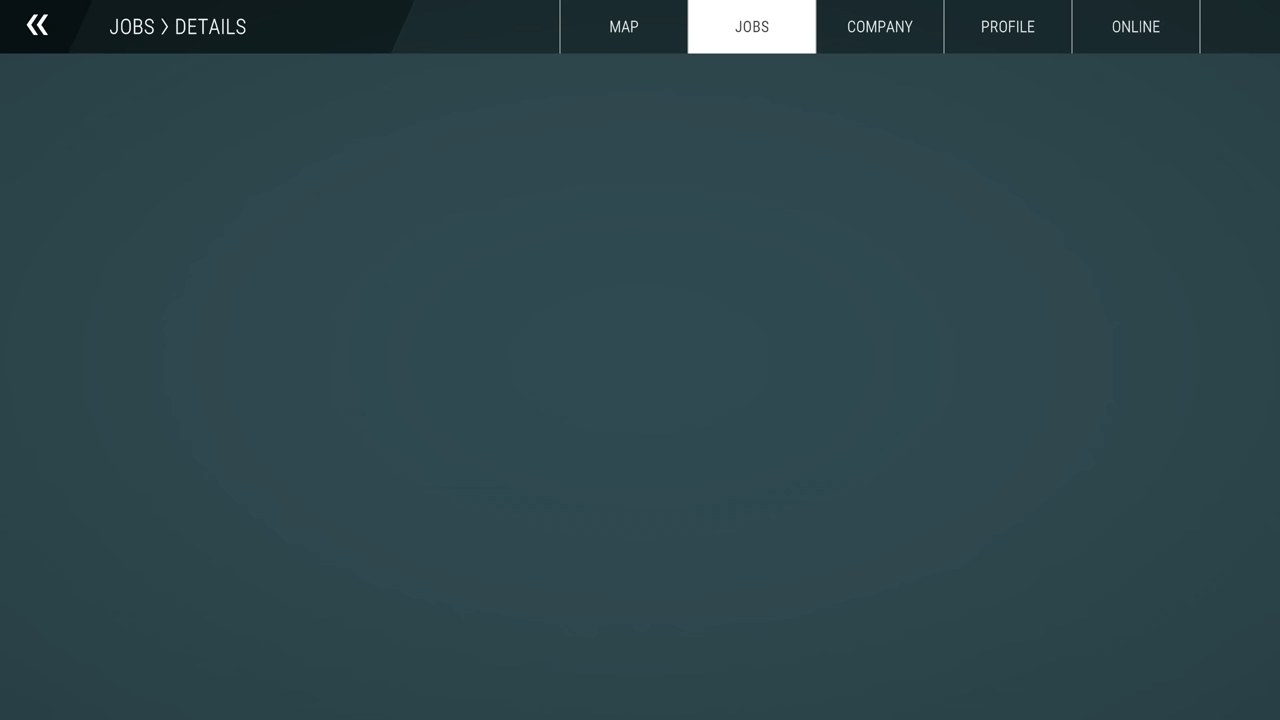 JOBS > DETAILS
MAP
JOBS
COMPANY
PROFILE
ONLINE